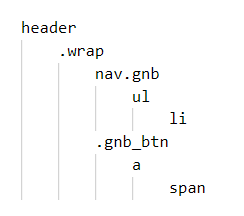 header
.wrap
nav.gnb
ul
li
.gnb_btn
a
span